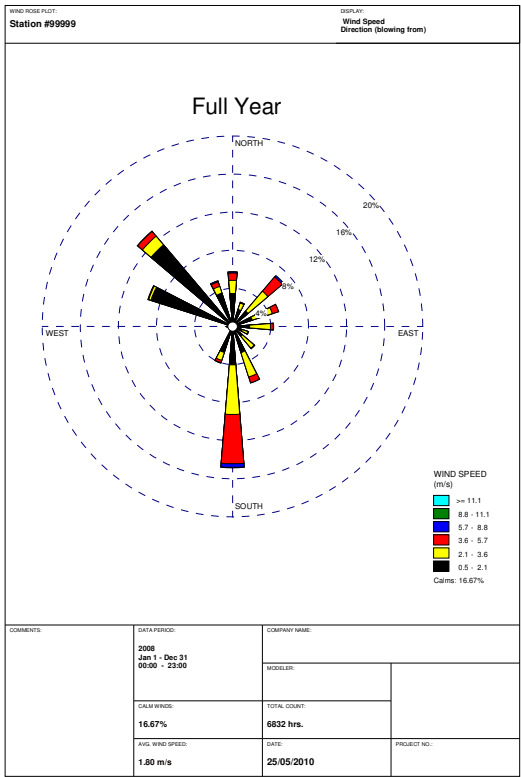 WIND ROSE PLOT:
Station #99999
DISPLAY:
Wind Speed
Direction (blowing from)
Full Year
NORTH
20%
16%
12%
8%
4%
WEST
EAST
SOUTH
WIND SPEED
(m/s)
>= 11.1
8.8 - 11.1
5.7 - 8.8
3.6 - 5.7
2.1 - 3.6
0.5 - 2.1
Calms: 16.67%
COMMENTS:
DATA PERIOD:
2008
Jan 1 - Dec 31
00:00 - 23:00
COMPANY NAME:
MODELER:
CALM WINDS:
16.67%
TOTAL COUNT:
6832 hrs.
AVG. WIND SPEED:
1.80 m/s
DATE:
25/05/2010
PROJECT NO.: